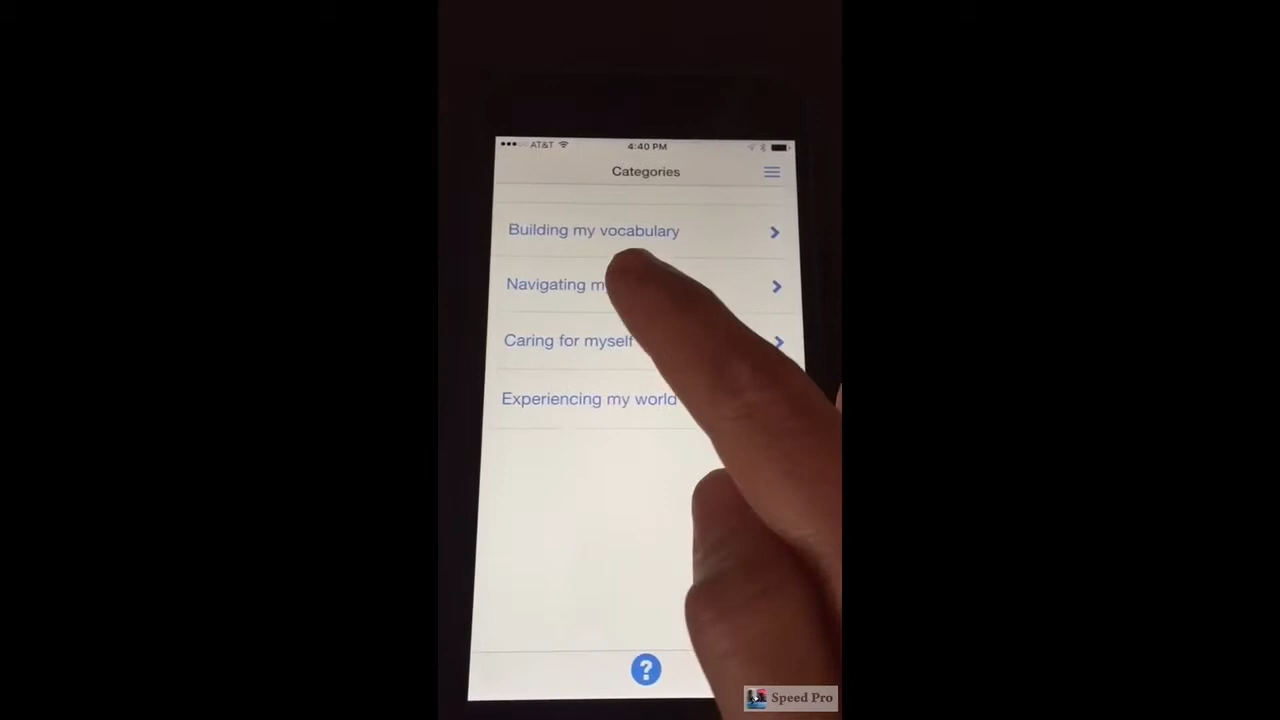 AT&T 4:40 PM
Categories
Building my vocabulary
Navigating
Caring for myself
Experiencing my world
?
Speed Pro